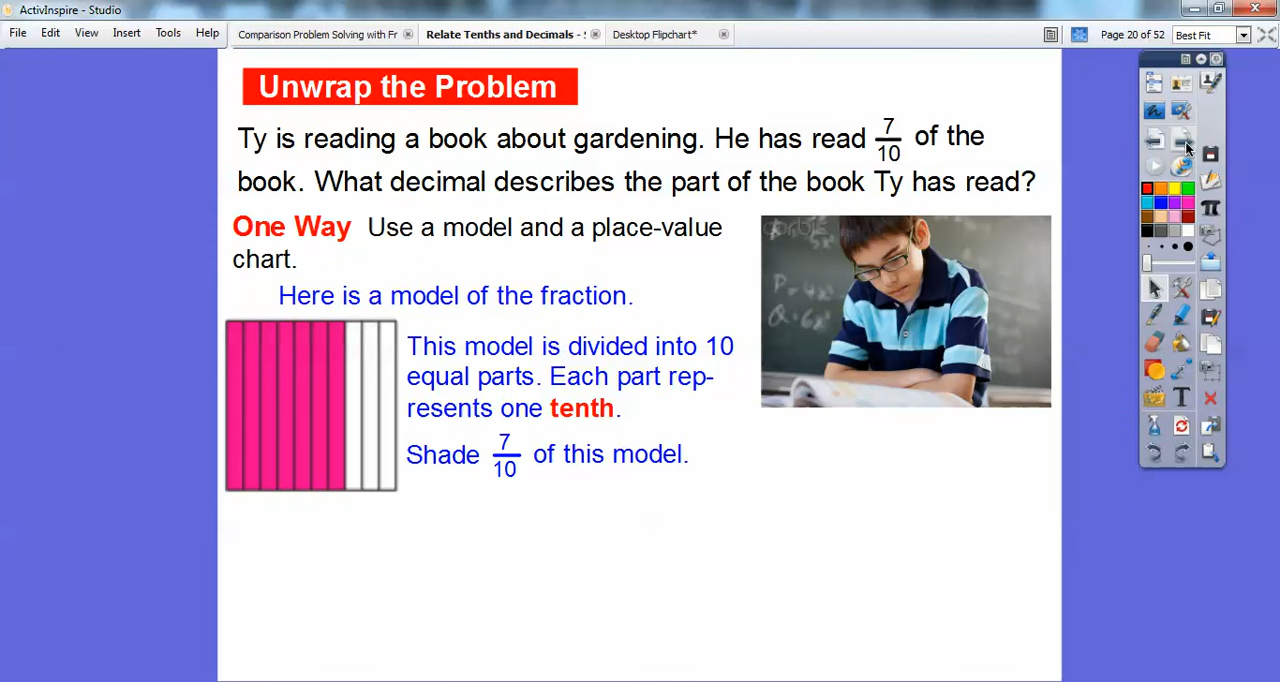 ActivInspire - Studio
File Edit View Insert Tools Help
Comparison Problem Solving with Fr
Relate Tenths and Decimals - S
Desktop Flipchart*
Page 20 of 52
Best Fit
Unwrap the Problem
Ty is reading a book about gardening. He has read 7/10 of the
book. What decimal describes the part of the book Ty has read?
One Way Use a model and a place-value
chart.
Here is a model of the fraction.
This model is divided into 10
equal parts. Each part rep-
resents one tenth.
Shade 7/10 of this model.
corbis